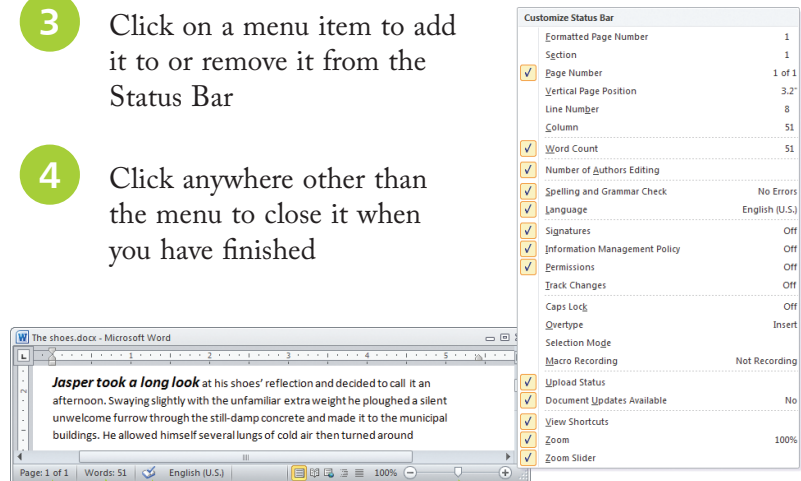 3
Click on a menu item to add
it to or remove it from the
Status Bar
4
Click anywhere other than
the menu to close it when
you have finished
Customize Status Bar
Formatted Page Number 1
Section 1
Page Number 1 of 1
Vertical Page Position 3.2"
Line Number 8
Column 51
Word Count 51
Number of Authors Editing
Spelling and Grammar Check No Errors
Language English (U.S.)
Signatures Off
Information Management Policy Off
Permissions Off
Track Changes Off
Caps Lock Off
Overtype Insert
Selection Mode
Macro Recording Not Recording
Upload Status
Document Updates Available No
View Shortcuts
Zoom 100%
Zoom Slider
W The shoes.docx - Microsoft Word
L 1 2 3 4 5
Jasper took a long look at his shoes' reflection and decided to call it an
afternoon. Swaying slightly with the unfamiliar extra weight he ploughed a silent
unwelcome furrow through the still-damp concrete and made it to the municipal
buildings. He allowed himself several lungs of cold air then turned around
Page: 1 of 1 Words: 51 English (U.S.) 100%